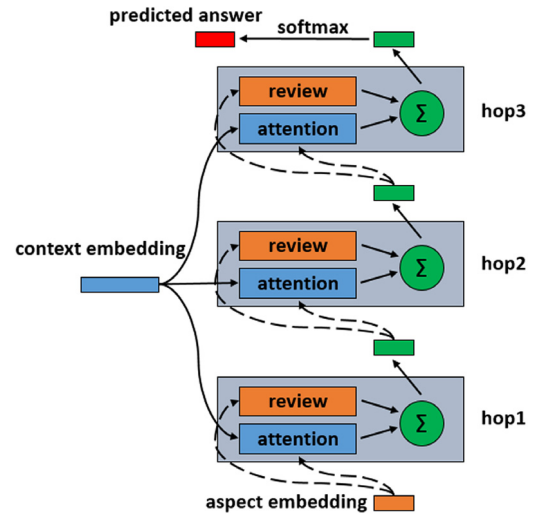 predicted answer
softmax
review
attention
Σ
hop3
context embedding
review
attention
Σ
hop2
review
attention
Σ
hop1
aspect embedding